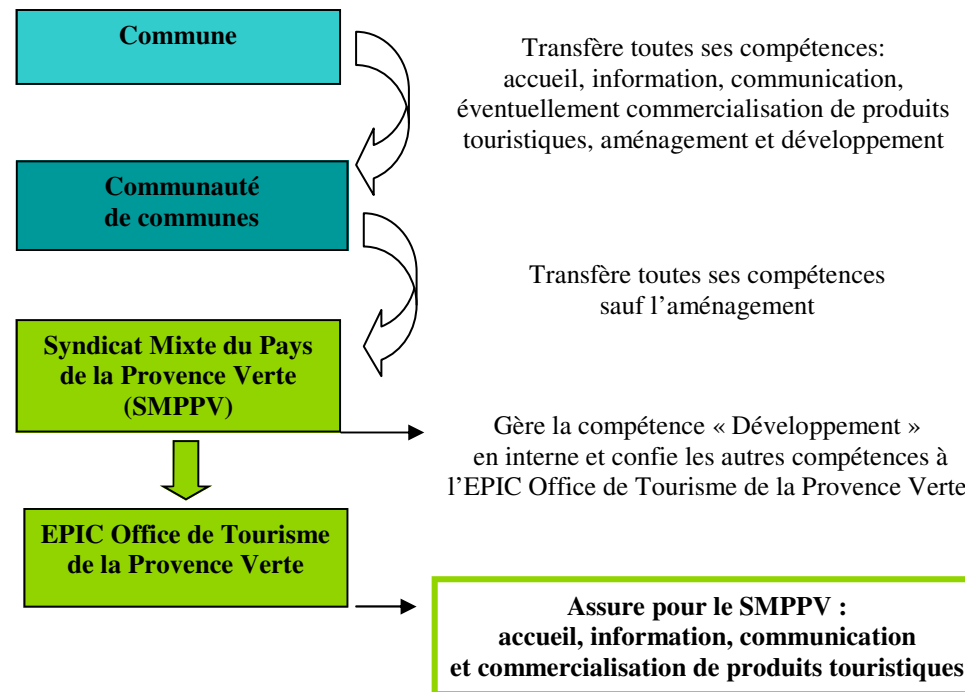 Commune
Transfère toutes ses compétences:
accueil, information, communication,
éventuellement commercialisation de produits
touristiques, aménagement et développement
Communauté
de communes
Transfère toutes ses compétences
sauf l’aménagement
Syndicat Mixte du Pays
de la Provence Verte
(SMPPV)
Gère la compétence « Développement »
en interne et confie les autres compétences à
l’EPIC Office de Tourisme de la Provence Verte
EPIC Office de Tourisme
de la Provence Verte
Assure pour le SMPPV :
accueil, information, communication
et commercialisation de produits touristiques